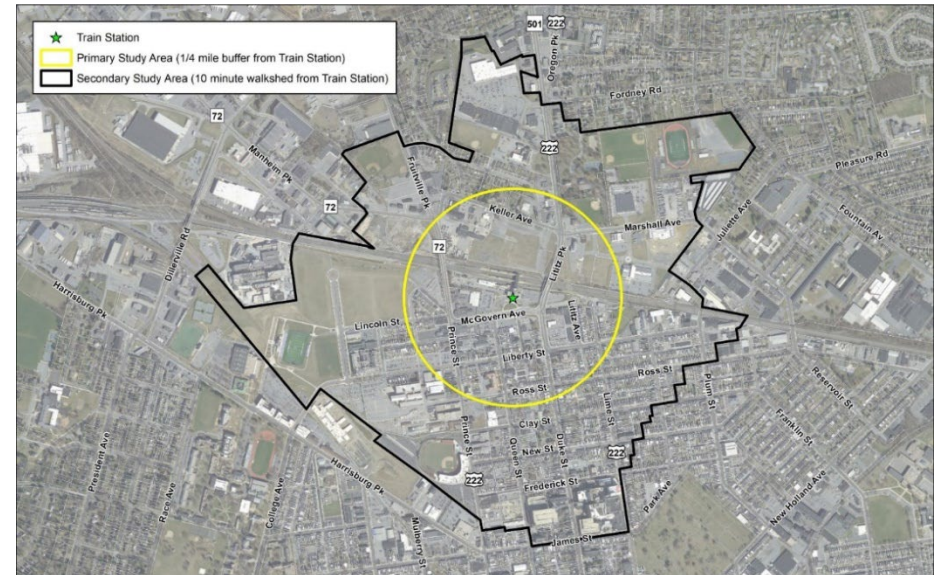 Train Station
Primary Study Area (1/4 mile buffer from Train Station)
Secondary Study Area (10 minute walkshed from Train Station)
501
222
Oregon Pk
Fordney Rd
72
222
Manheim Pk
Fruitville Pk
Pleasure Rd
72
Keller Ave
Marshall Ave
Juliette Ave
Fountain Av
Dillerville Rd
72
Lititz Pk
Harrisburg Pk
Lincoln St
McGovern Ave
Lititz Ave
Prince St
Liberty St
Ross St
Ross St
Plum St
Reservoir St
Lime St
Clay St
Prince St
Franklin St
New St
Queen St
Duke St
222
President Ave
Race Ave
College Ave
Harrisburg Pk
222
Frederick St
Park Ave
New Holland Ave
Mulberry St
James St